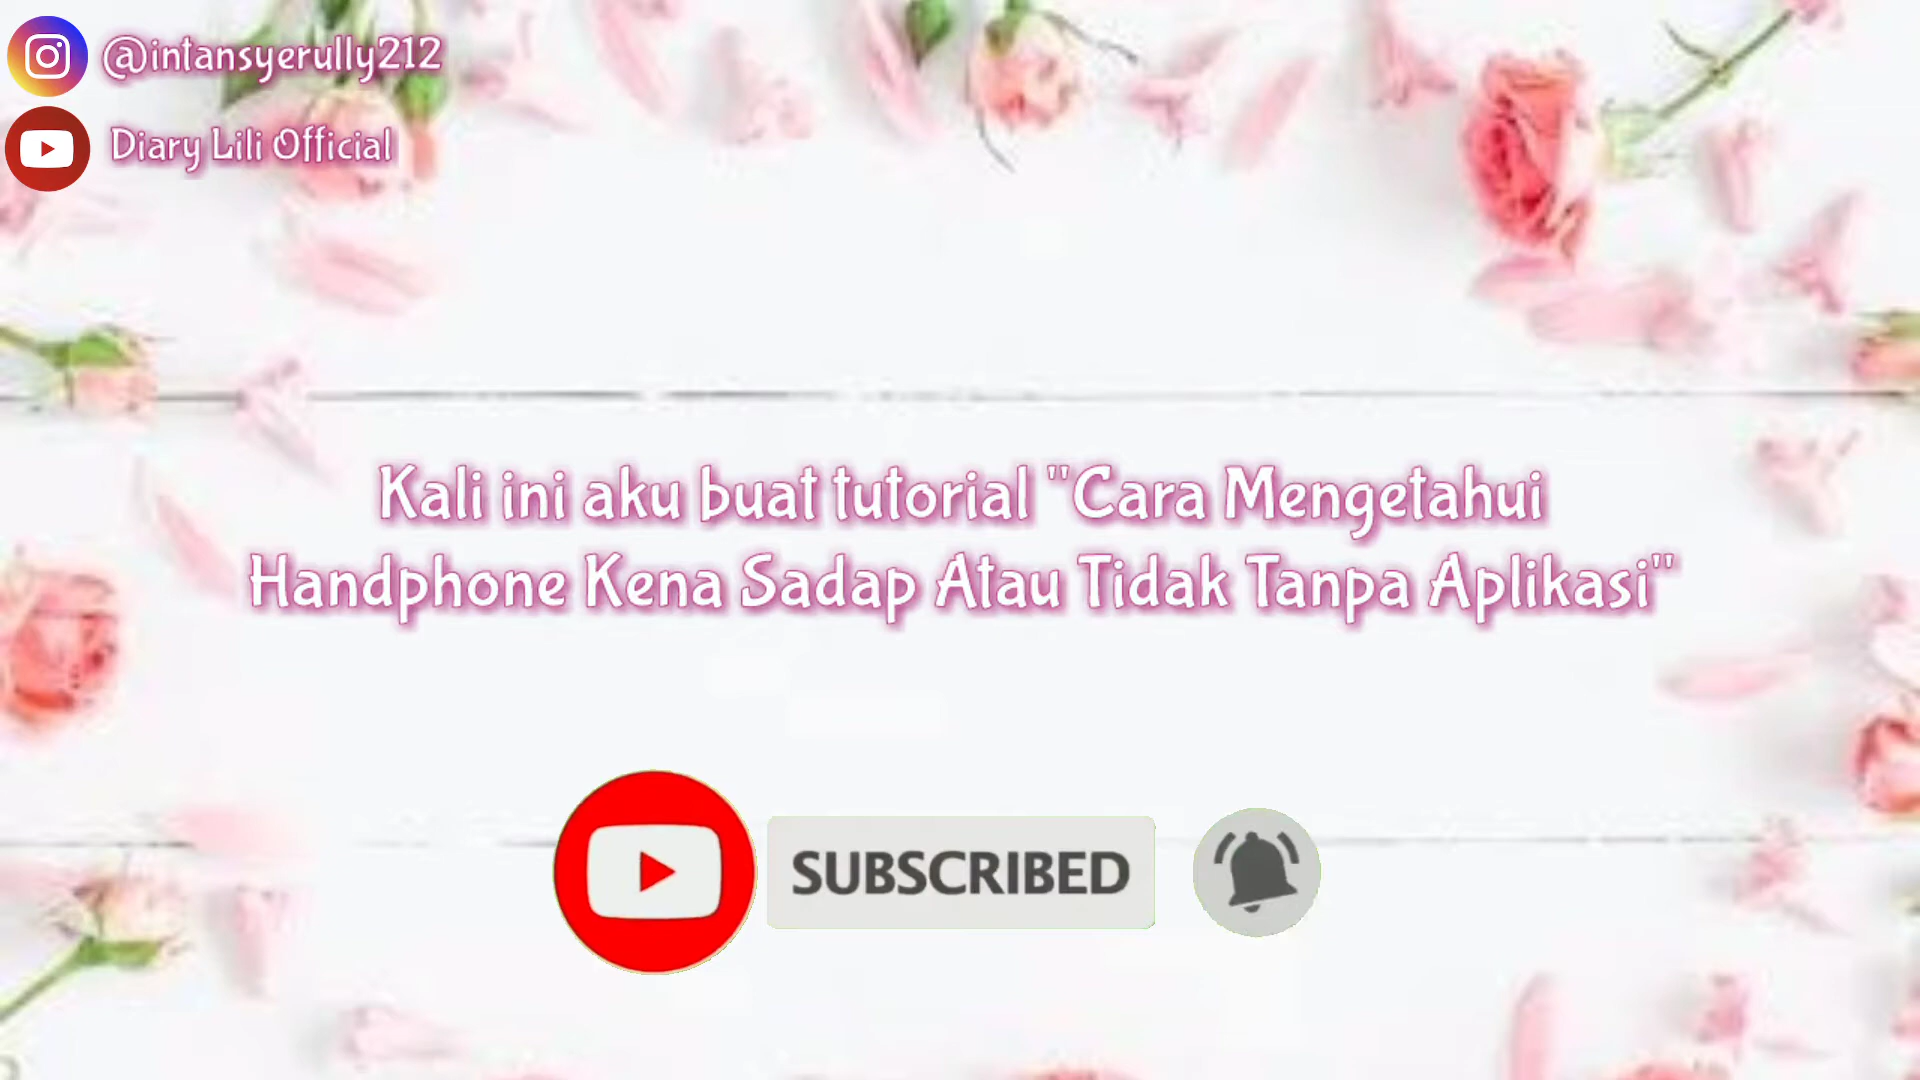 @intansyerully212
Diary Lili Official
Kali ini aku buat tutorial "Cara Mengetahui
Handphone Kena Sadap Atau Tidak Tanpa Aplikasi"
SUBSCRIBED